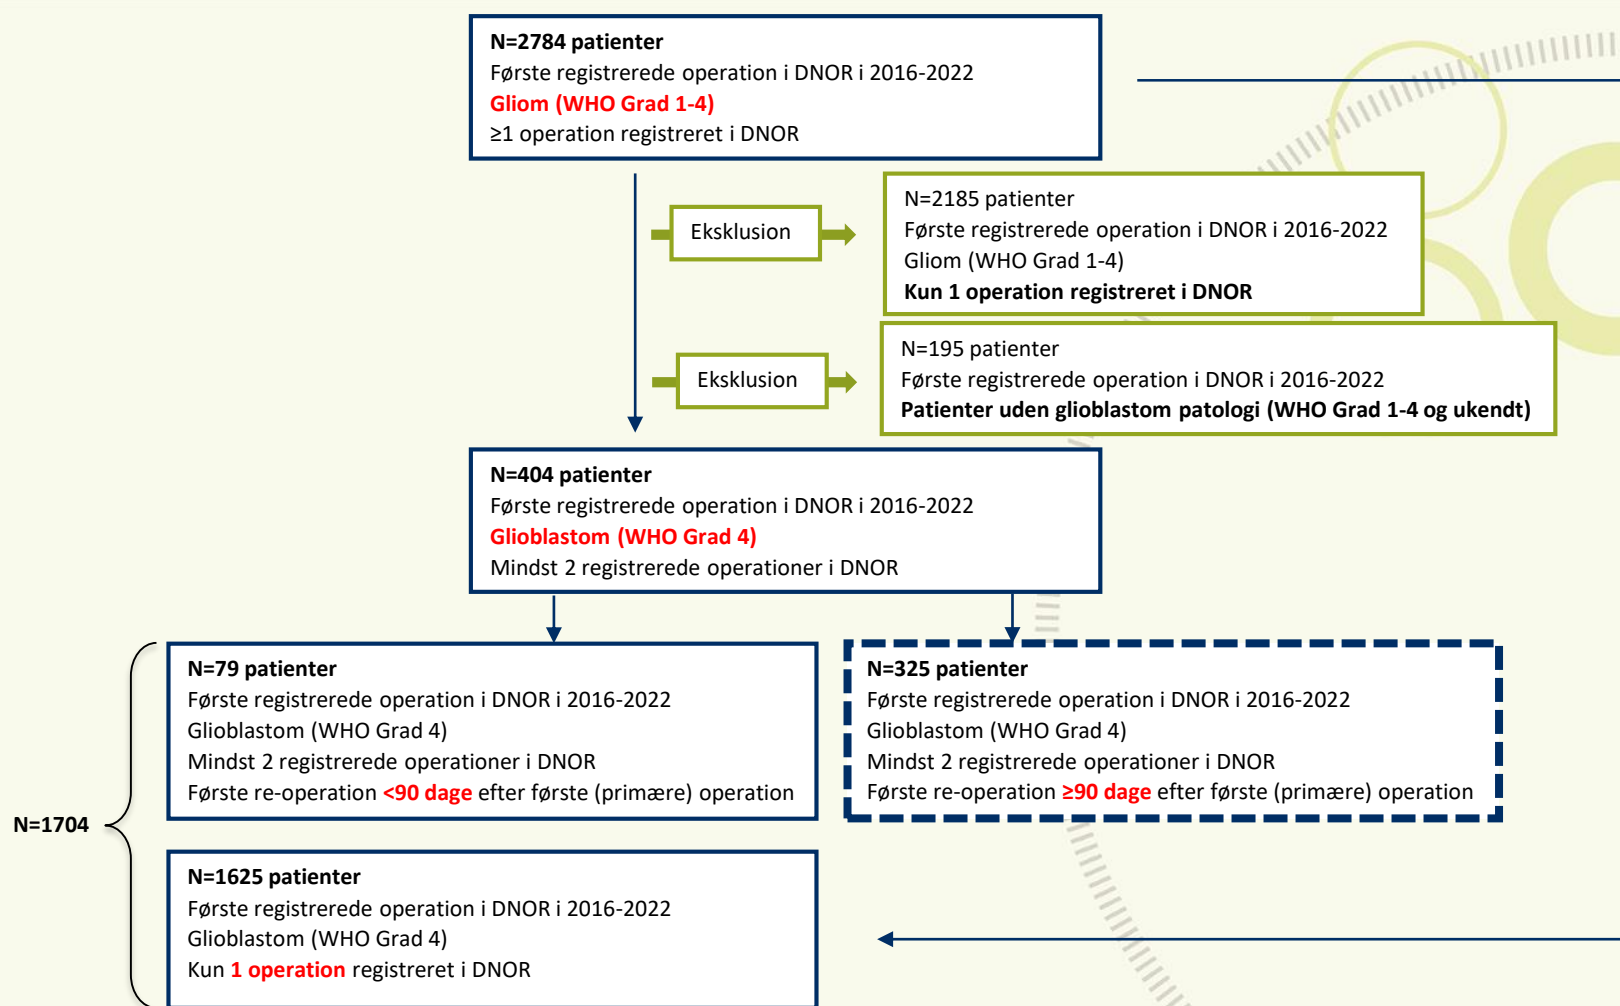 N=2784 patienter
Første registrerede operation i DNOR i 2016-2022
Gliom (WHO Grad 1-4)
≥1 operation registreret i DNOR
Eksklusion
N=2185 patienter
Første registrerede operation i DNOR i 2016-2022
Gliom (WHO Grad 1-4)
Kun 1 operation registreret i DNOR
Eksklusion
N=195 patienter
Første registrerede operation i DNOR i 2016-2022
Patienter uden glioblastom patologi (WHO Grad 1-4 og ukendt)
N=404 patienter
Første registrerede operation i DNOR i 2016-2022
Glioblastom (WHO Grad 4)
Mindst 2 registrerede operationer i DNOR
N=79 patienter
Første registrerede operation i DNOR i 2016-2022
Glioblastom (WHO Grad 4)
Mindst 2 registrerede operationer i DNOR
Første re-operation <90 dage efter første (primære) operation
N=325 patienter
Første registrerede operation i DNOR i 2016-2022
Glioblastom (WHO Grad 4)
Mindst 2 registrerede operationer i DNOR
Første re-operation ≥90 dage efter første (primære) operation
N=1704
N=1625 patienter
Første registrerede operation i DNOR i 2016-2022
Glioblastom (WHO Grad 4)
Kun 1 operation registreret i DNOR